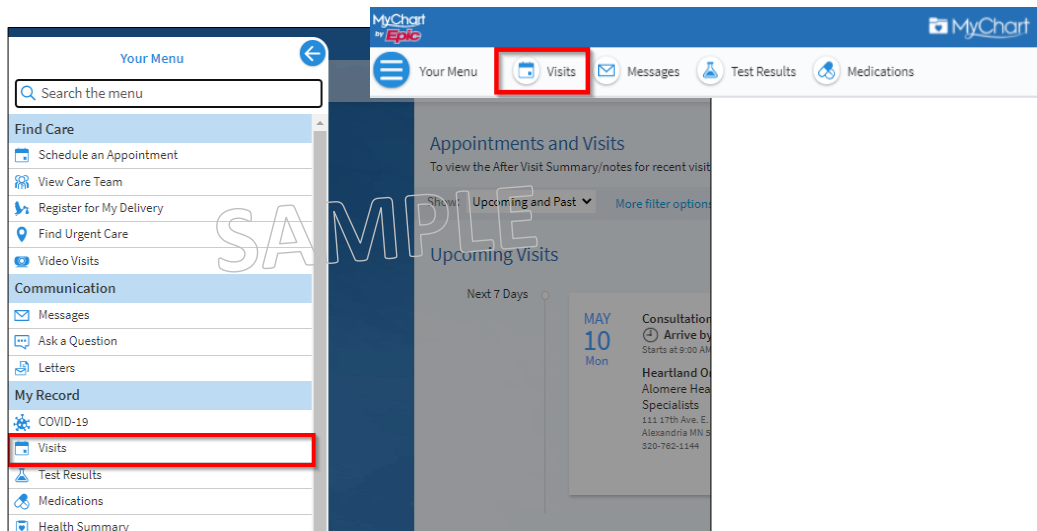 MyChart
by Epic
MyChart
Your Menu
Visits
Messages
Test Results
Medications
Your Menu
Search the menu
Find Care
Schedule an Appointment
View Care Team
Register for My Delivery
Find Urgent Care
Video Visits
Communication
Messages
Ask a Question
Letters
My Record
COVID-19
Visits
Test Results
Medications
Health Summary
SAMPLE
Appointments and Visits
To view the After Visit Summary/notes for recent visit
Show: Upcoming and Past
More filter options
Upcoming Visits
Next 7 Days
MAY
10
Mon
Consultation
Arrive by
Starts at 9:00 AM
Heartland
Alomere Hea
Specialists
111 17th Ave. E.
Alexandria MN 5
320-762-1144